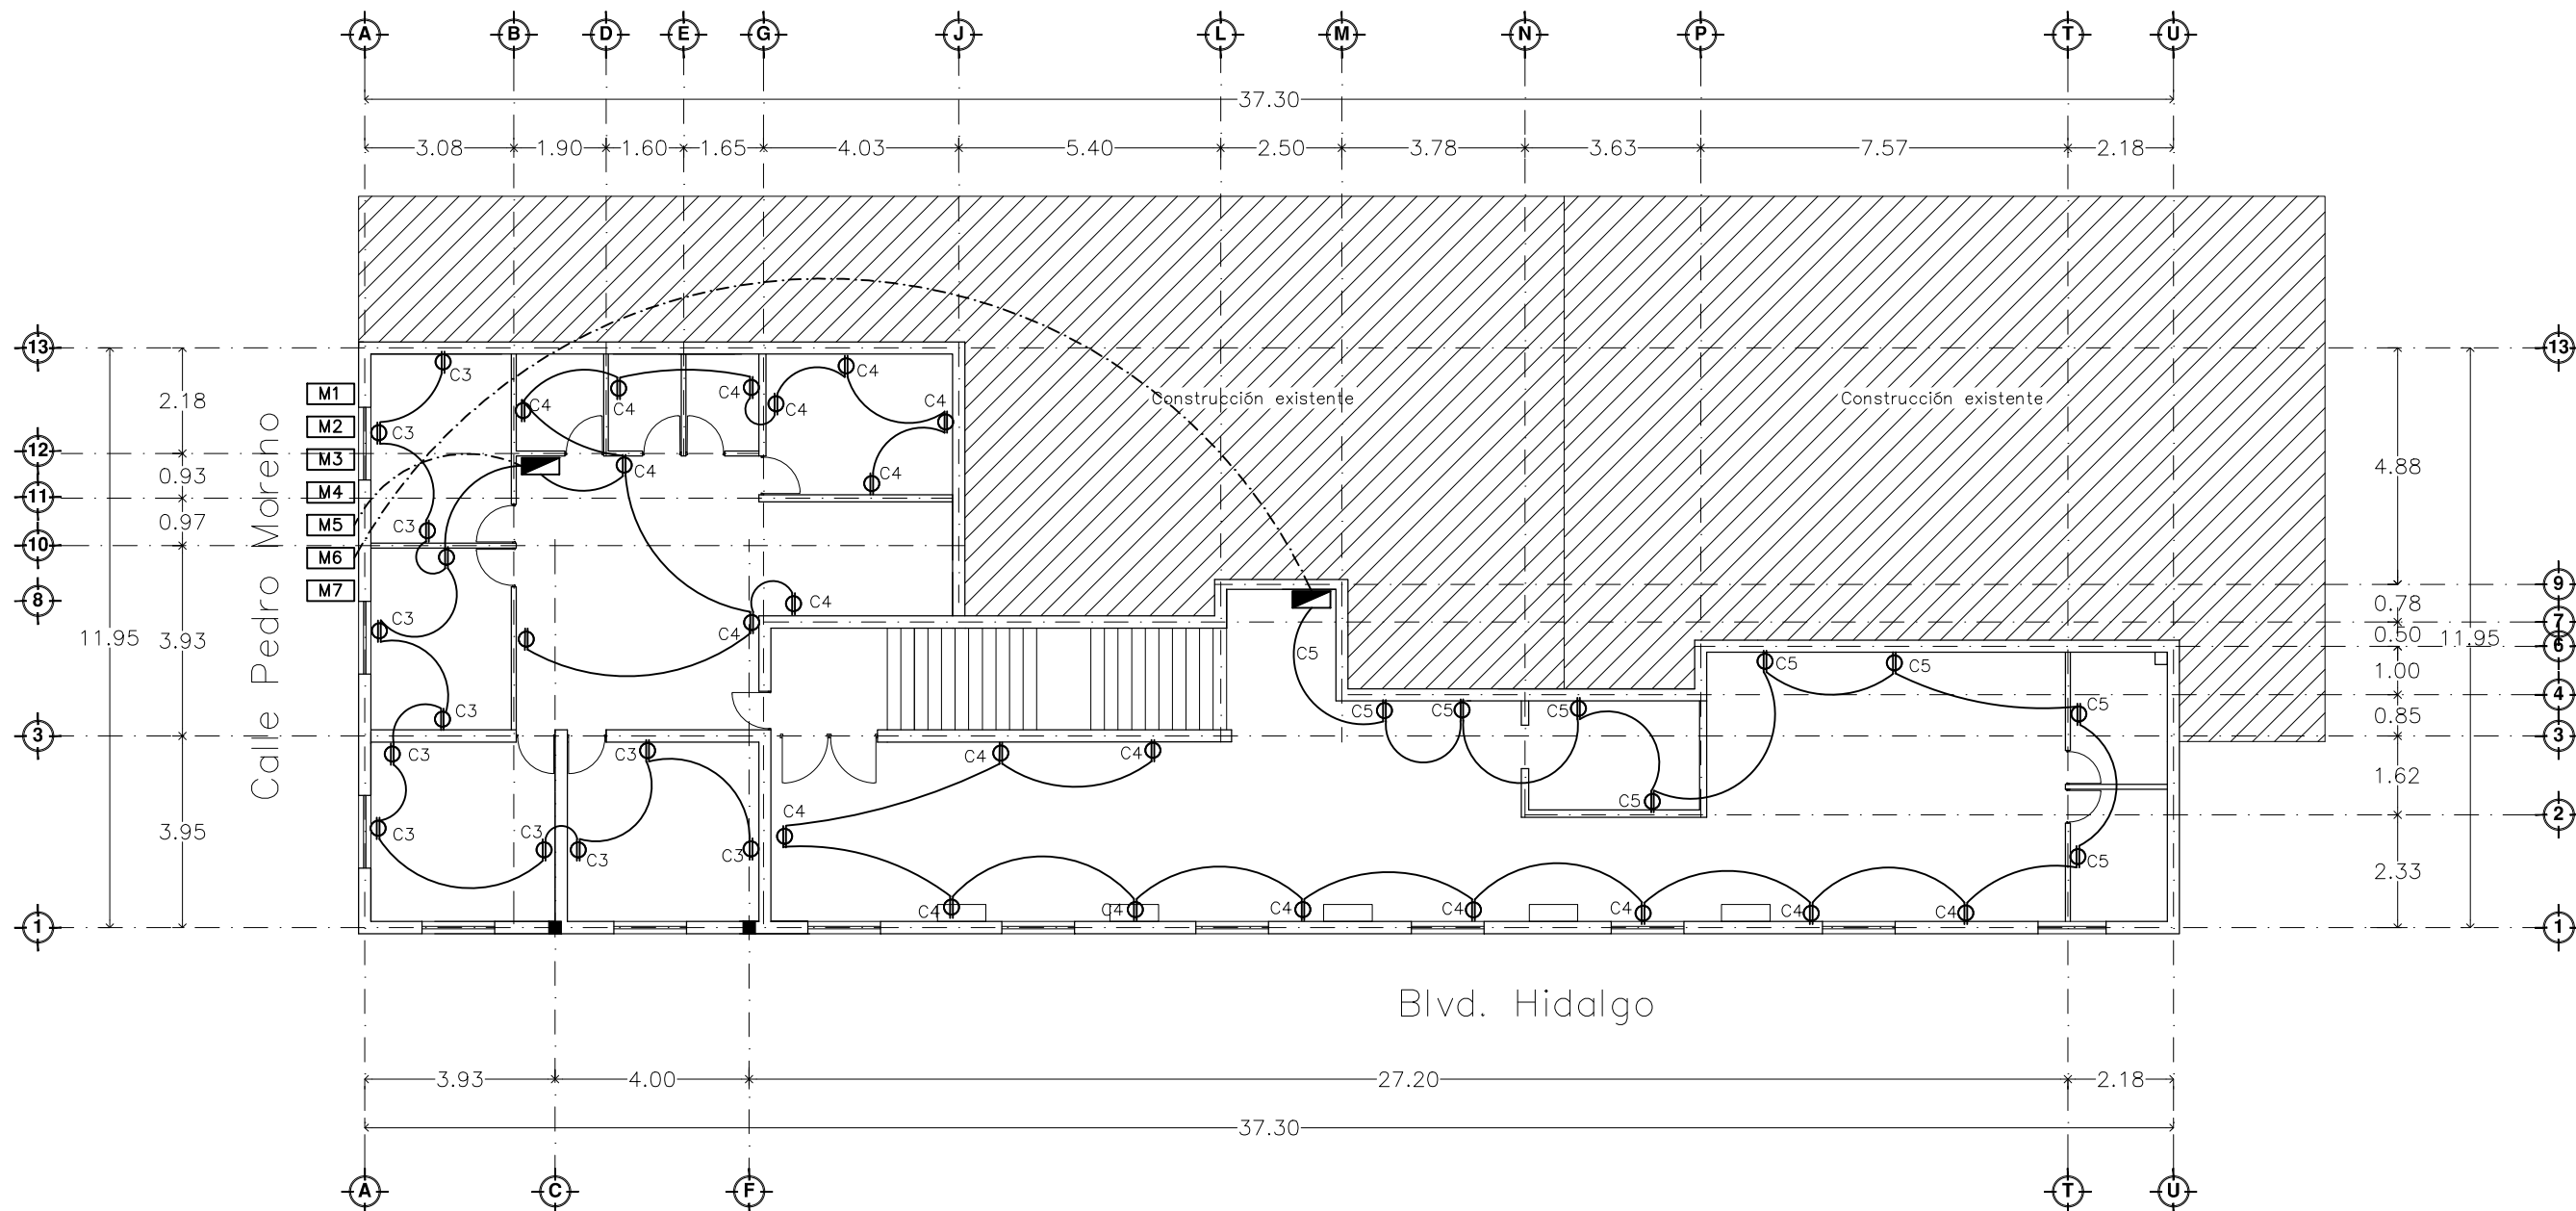 A B D E G J L M N P T U
37.30
3.08 1.90 1.60 1.65 4.03 5.40 2.50 3.78 3.63 7.57 2.18
13 13
C3 C4 C4
M1 2.18 C4 C4 C4 C4 Construcción existente Construcción existente
M2 C3
12 M3 C4 4.88
0.93
11 M4 C4
0.97 M5 C3
10 M6
9
8 M7 0.78
C4 7
11.95 3.93 C3 C4 0.50 11.95
6
C5 C5 C5 1.00
4
C3 C5 C5 C5 C5 0.85
3 C3 C3 C4 C4 3
1.62
C5
2
3.95 C3 C3 C3 C3 C4 C5
2.33
C4 C4 C4 C4 C4 C4 C4
1 1
Calle Pedro Moreno
Blvd. Hidalgo
3.93 4.00 27.20 2.18
37.30
A C F T U